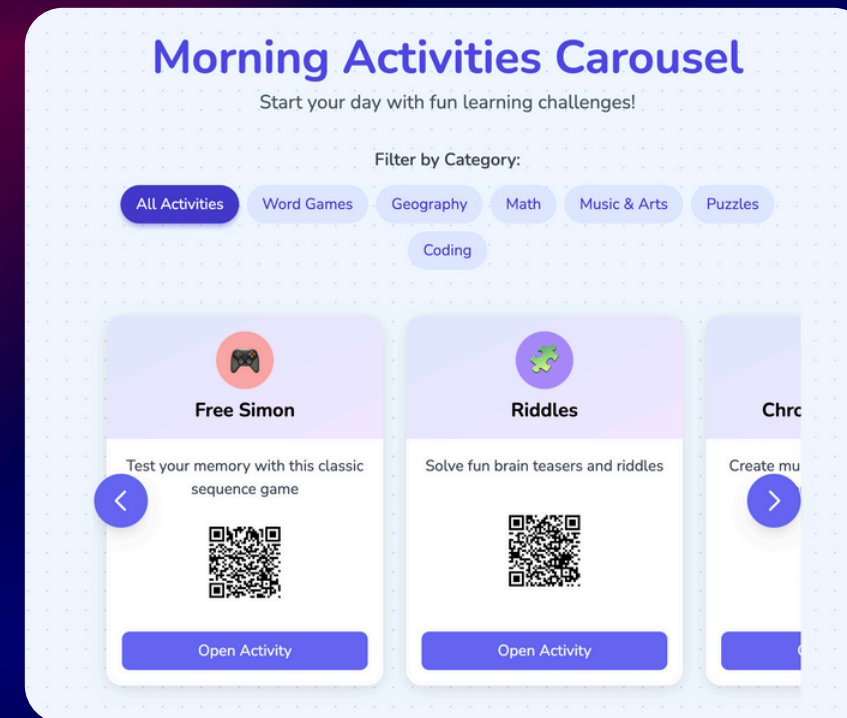 Morning Activities Carousel
Start your day with fun learning challenges!
Filter by Category:
All Activities
Word Games
Geography
Math
Music & Arts
Puzzles
Coding
Free Simon
Test your memory with this classic
sequence game
Open Activity
Riddles
Solve fun brain teasers and riddles
Open Activity
Create